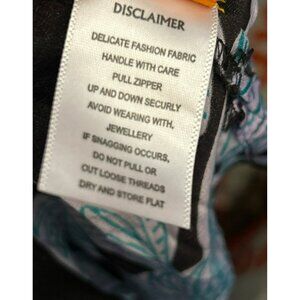 DISCLAIMER
DELICATE FASHION FABRIC
HANDLE WITH CARE
PULL ZIPPER
UP AND DOWN SECURLY
AVOID WEARING WITH,
JEWELLERY
IF SNAGGING OCCURS,
DO NOT PULL OR
CUT LOOSE THREADS
DRY AND STORE FLAT